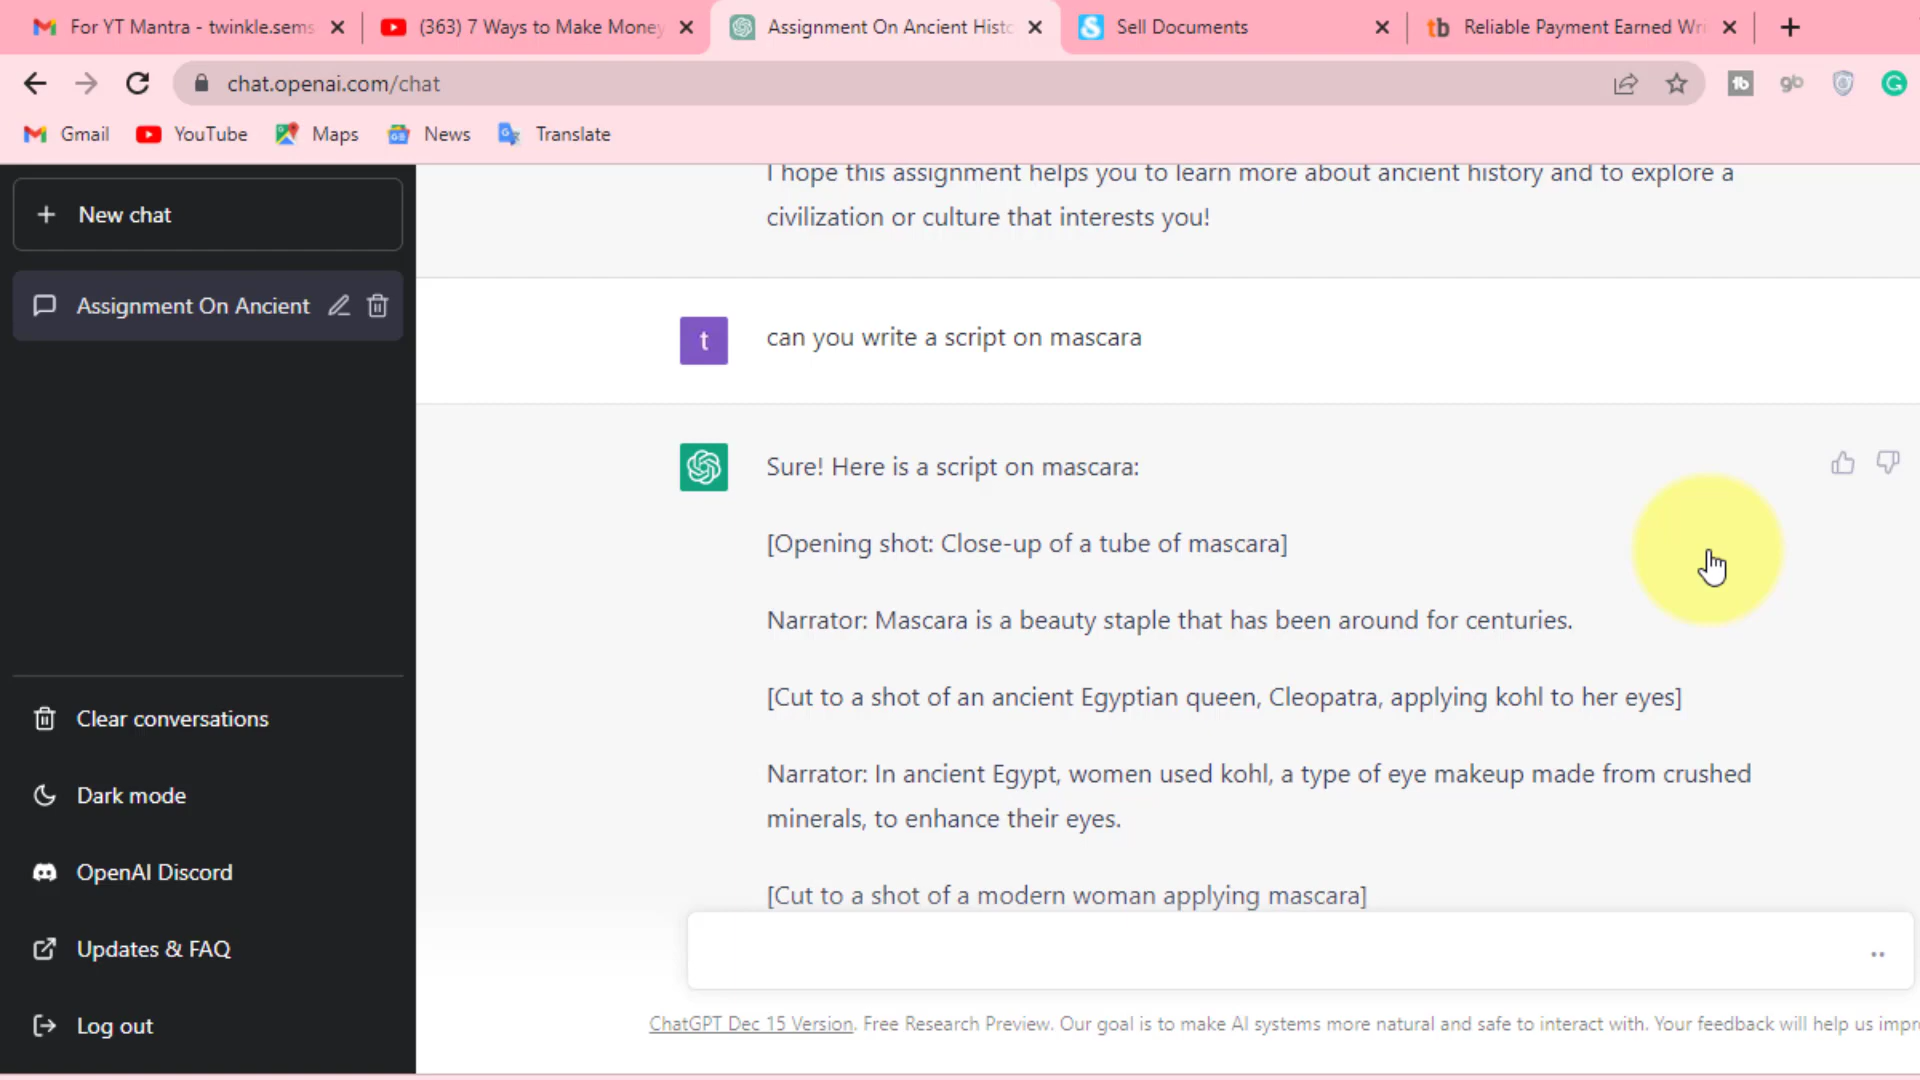 For YT Mantra - twinkle.sems
(363) 7 Ways to Make Money
Assignment On Ancient Histo
Sell Documents
tb Reliable Payment Earned Wri
chat.openai.com/chat
tb
gb
G
Gmail
YouTube
Maps
News
Translate
New chat
Assignment On Ancient
Clear conversations
Dark mode
OpenAI Discord
Updates & FAQ
Log out
I hope this assignment helps you to learn more about ancient history and to explore a
civilization or culture that interests you!
t
can you write a script on mascara
Sure! Here is a script on mascara:
[Opening shot: Close-up of a tube of mascara]
Narrator: Mascara is a beauty staple that has been around for centuries.
[Cut to a shot of an ancient Egyptian queen, Cleopatra, applying kohl to her eyes]
Narrator: In ancient Egypt, women used kohl, a type of eye makeup made from crushed
minerals, to enhance their eyes.
[Cut to a shot of a modern woman applying mascara]
ChatGPT Dec 15 Version. Free Research Preview. Our goal is to make AI systems more natural and safe to interact with. Your feedback will help us impr